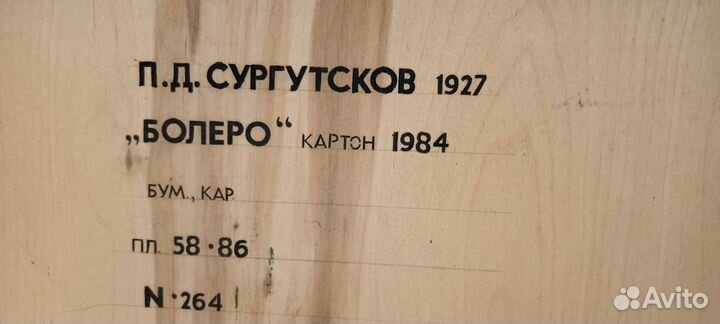 П.Д. СУРГУТСКОВ 1927
„БОЛЕРО“ КАРТОН 1984
БУМ., КАР.
ПЛ. 58·86
N·264
Avito